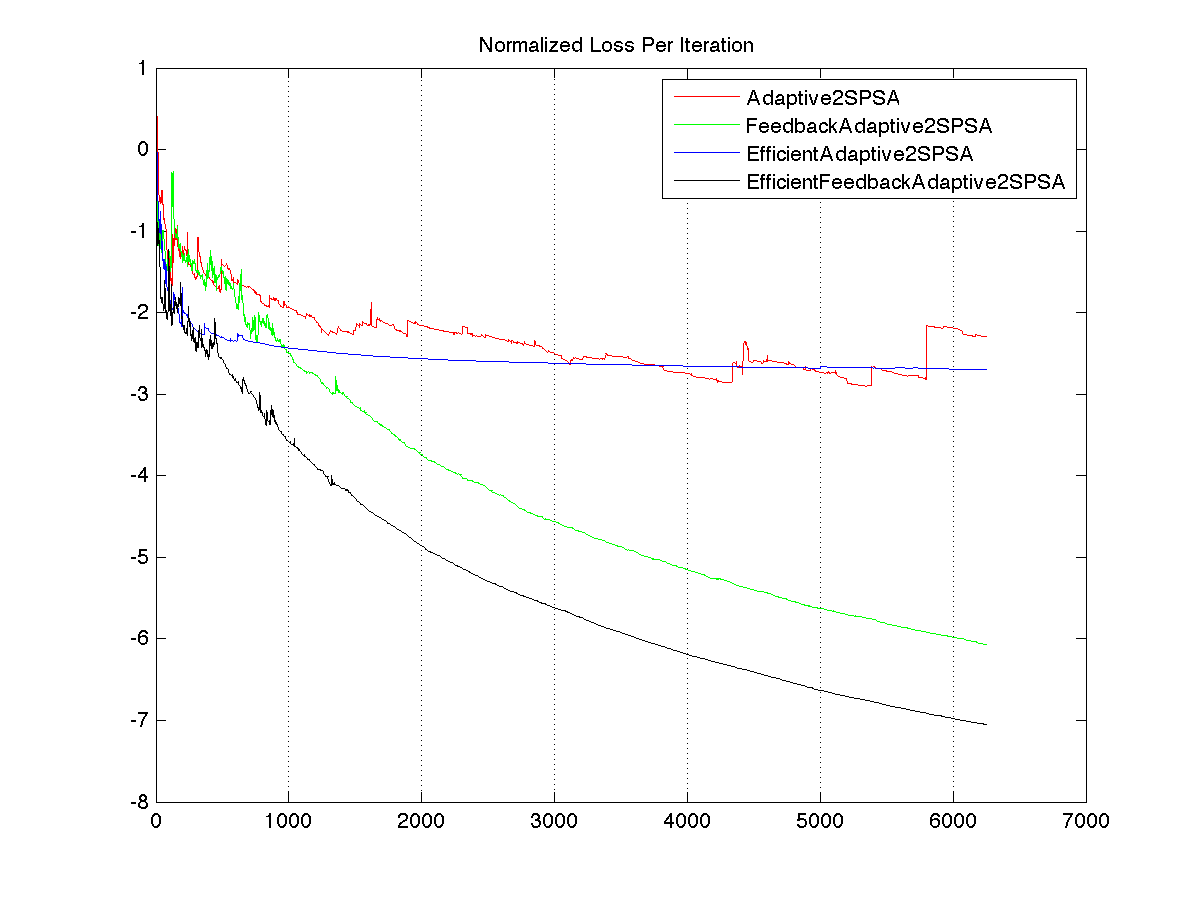 Normalized Loss Per Iteration
1
0
-1
-2
-3
-4
-5
-6
-7
-8
Adaptive2SPSA
FeedbackAdaptive2SPSA
EfficientAdaptive2SPSA
EfficientFeedbackAdaptive2SPSA
0 1000 2000 3000 4000 5000 6000 7000